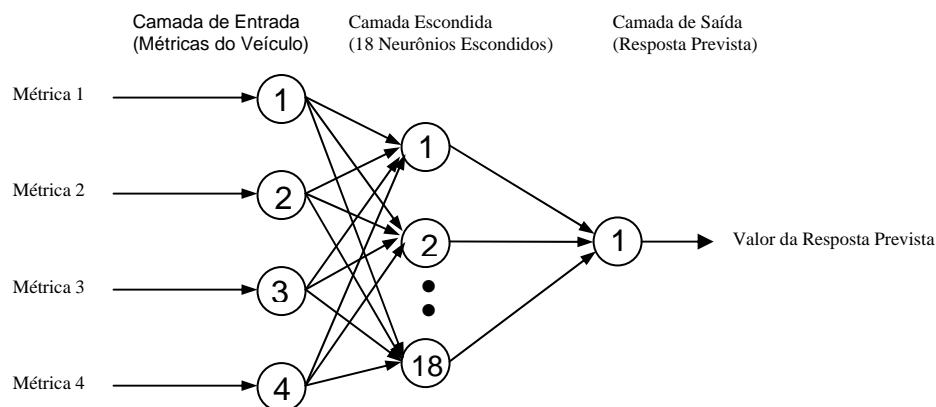 Camada de Entrada
(Métricas do Veículo)
Camada Escondida
(18 Neurônios Escondidos)
Camada de Saída
(Resposta Prevista)
Métrica 1
1
1
Métrica 2
2
2
1
Valor da Resposta Prevista
Métrica 3
3
18
Métrica 4
4